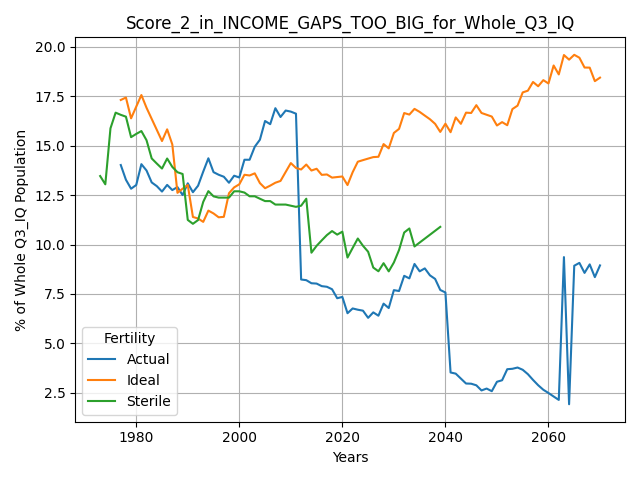 Score_2_in_INCOME_GAPS_TOO_BIG_for_Whole_Q3_IQ
% of Whole Q3_IQ Population
20.0
17.5
15.0
12.5
10.0
7.5
5.0
2.5
Fertility
Actual
Ideal
Sterile
1980 2000 2020 2040 2060
Years